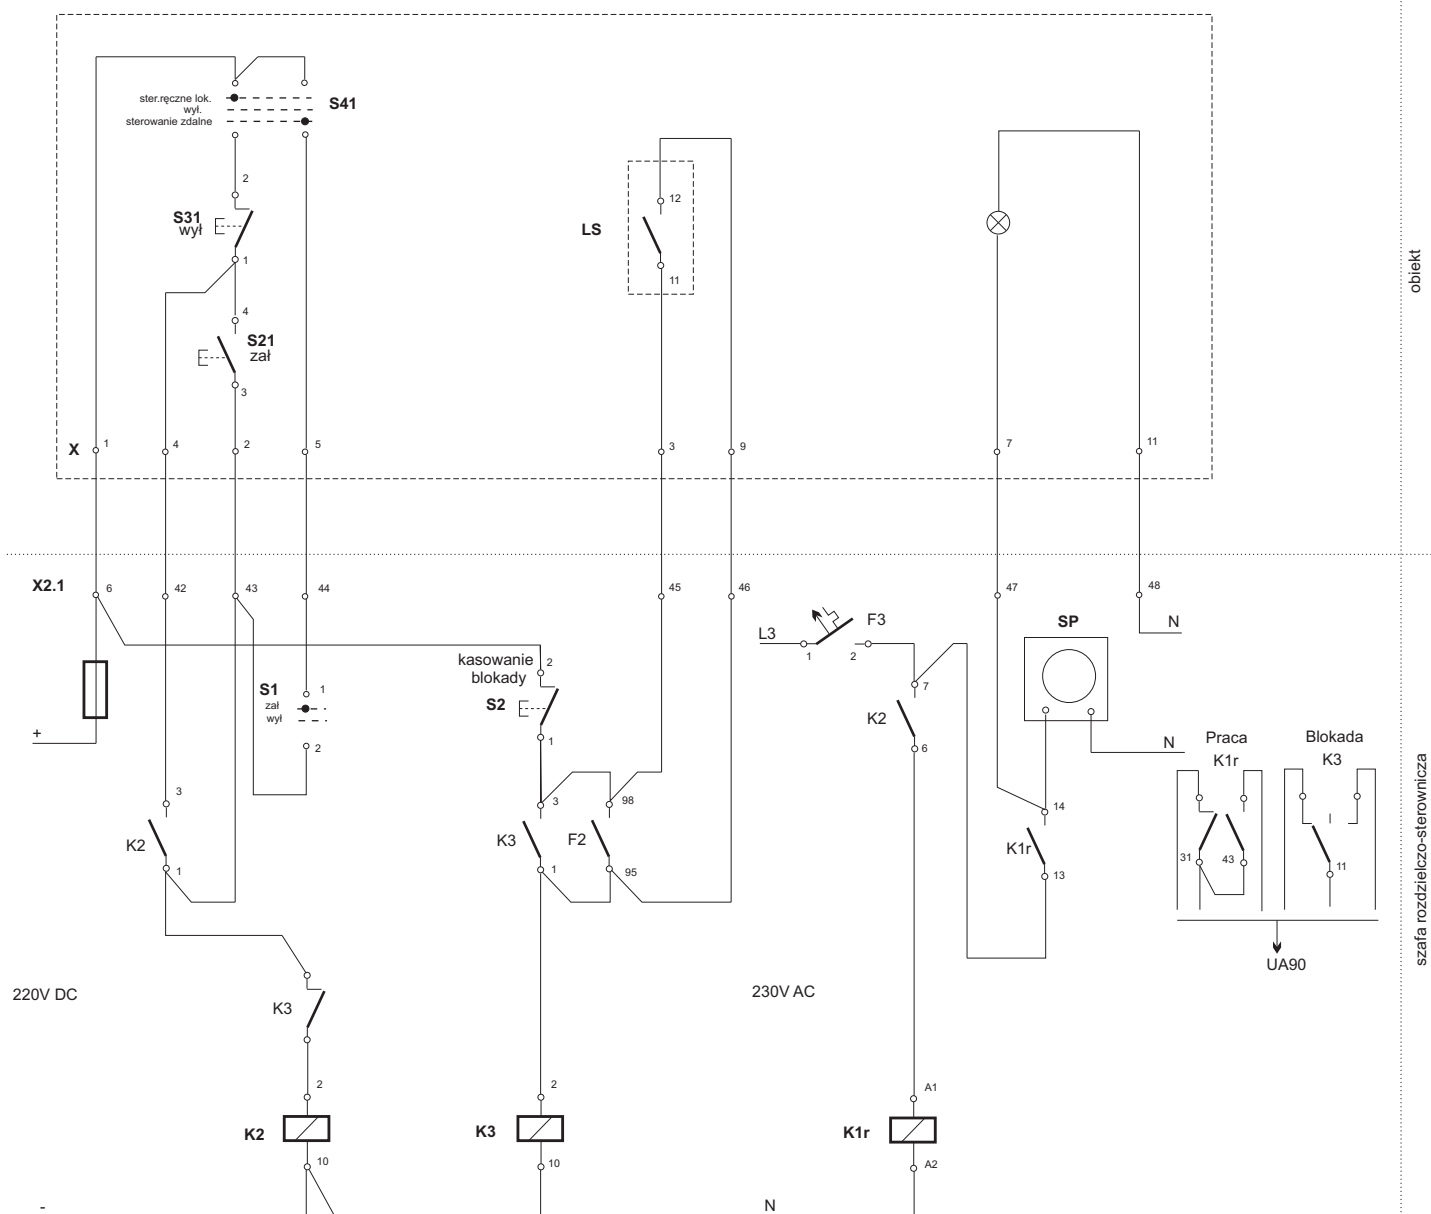 ster.ręczne lok.
wył.
sterowanie zdalne
S41
2
S31
wył
1
4
S21
zał
3
12
LS
11
obiekt
X
1
4
2
5
3
9
7
11
X2.1
6
42
43
44
45
46
47
48
N
L3
1
2
F3
SP
kasowanie
blokady
2
S2
1
S1
zał
wył
1
2
+
7
K2
6
N
Praca
K1r
Blokada
K3
3
K2
1
3
K3
1
98
F2
95
14
K1r
13
31
43
11
UA90
szafa rozdzielczo-sterownicza
220V DC
K3
230V AC
2
K2
10
2
K3
10
A1
K1r
A2
-
N